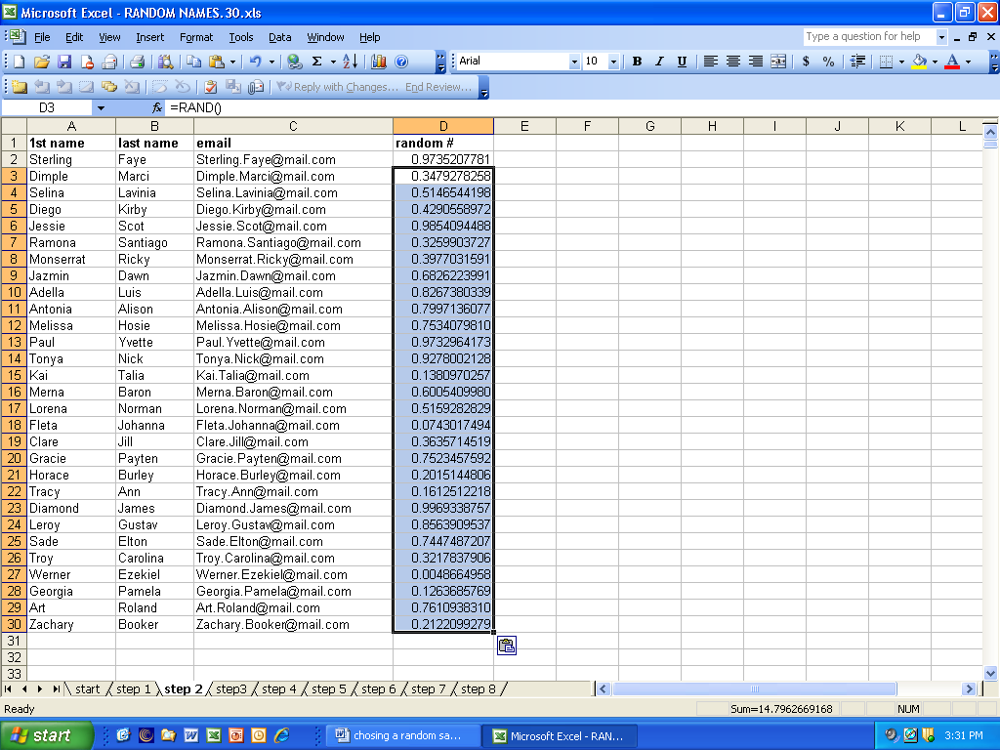 Microsoft Excel - RANDOM NAMES.30.xls
File Edit View Insert Format Tools Data Window Help Type a question for help
Arial 10 B I U $ %
Reply with Changes... End Review...
D3 fx =RAND()
A B C D E F G H I J K L
1 1st name last name email random #
2 Sterling Faye Sterling.Faye@mail.com 0.9735207781
3 Dimple Marci Dimple.Marci@mail.com 0.3479278258
4 Selina Lavinia Selina.Lavinia@mail.com 0.5146544198
5 Diego Kirby Diego.Kirby@mail.com 0.4290558972
6 Jessie Scot Jessie.Scot@mail.com 0.9854094488
7 Ramona Santiago Ramona.Santiago@mail.com 0.3259903727
8 Monserrat Ricky Monserrat.Ricky@mail.com 0.3977031591
9 Jazmin Dawn Jazmin.Dawn@mail.com 0.6826223991
10 Adella Luis Adella.Luis@mail.com 0.8267380339
11 Antonia Alison Antonia.Alison@mail.com 0.7997136077
12 Melissa Hosie Melissa.Hosie@mail.com 0.7534079810
13 Paul Yvette Paul.Yvette@mail.com 0.9732964173
14 Tonya Nick Tonya.Nick@mail.com 0.9278002128
15 Kai Talia Kai.Talia@mail.com 0.1380970257
16 Merna Baron Merna.Baron@mail.com 0.6005409980
17 Lorena Norman Lorena.Norman@mail.com 0.5159282829
18 Fleta Johanna Fleta.Johanna@mail.com 0.0743017494
19 Clare Jill Clare.Jill@mail.com 0.3635714519
20 Gracie Payten Gracie.Payten@mail.com 0.7523457592
21 Horace Burley Horace.Burley@mail.com 0.2015144806
22 Tracy Ann Tracy.Ann@mail.com 0.1612512218
23 Diamond James Diamond.James@mail.com 0.9969338757
24 Leroy Gustav Leroy.Gustav@mail.com 0.8563909537
25 Sade Elton Sade.Elton@mail.com 0.7447487207
26 Troy Carolina Troy.Carolina@mail.com 0.3217837906
27 Werner Ezekiel Werner.Ezekiel@mail.com 0.0048664958
28 Georgia Pamela Georgia.Pamela@mail.com 0.1263685769
29 Art Roland Art.Roland@mail.com 0.7610938310
30 Zachary Booker Zachary.Booker@mail.com 0.2122099279
31
32
33
start step 1 step 2 step3 step 4 step 5 step 6 step 7 step 8
Ready Sum=14.7962669168 NUM
start chosing a random sa... Microsoft Excel - RAN... 3:31 PM